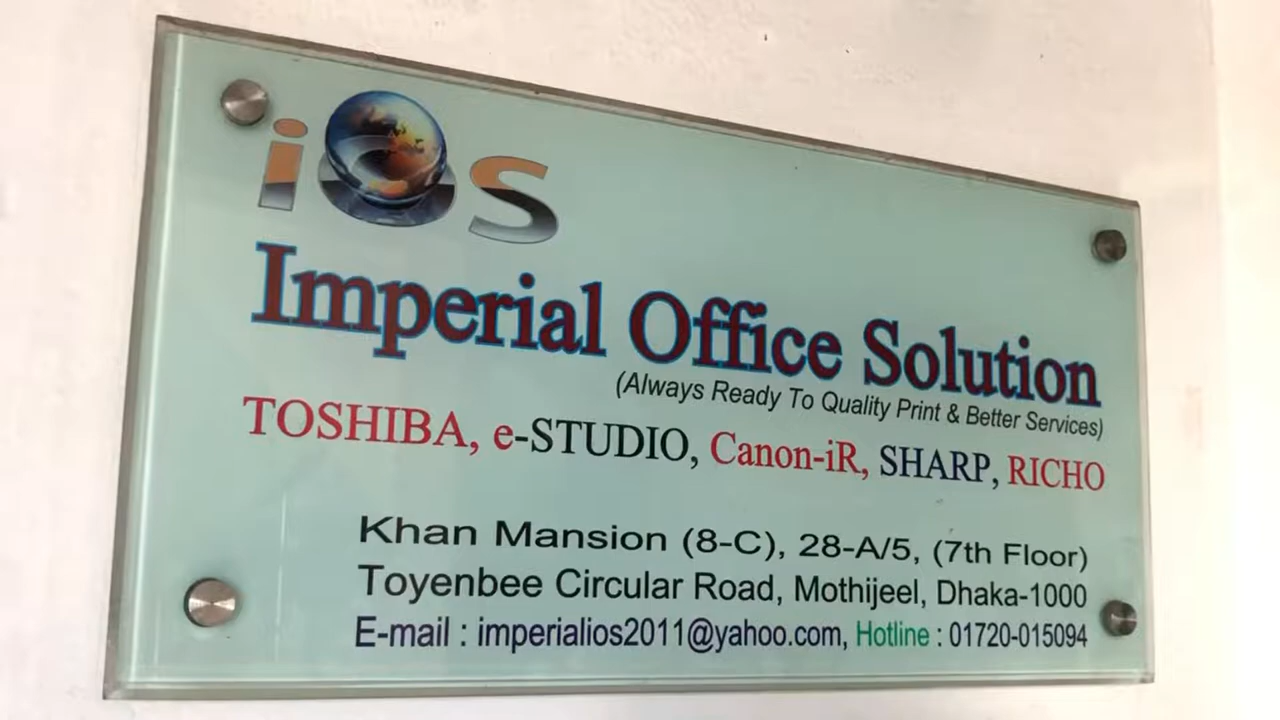 iOS
Imperial Office Solution
(Always Ready To Quality Print & Better Services)
TOSHIBA, e-STUDIO, Canon-iR, SHARP, RICHO
Khan Mansion (8-C), 28-A/5, (7th Floor)
Toyenbee Circular Road, Mothijeel, Dhaka-1000
E-mail : imperialios2011@yahoo.com, Hotline : 01720-015094